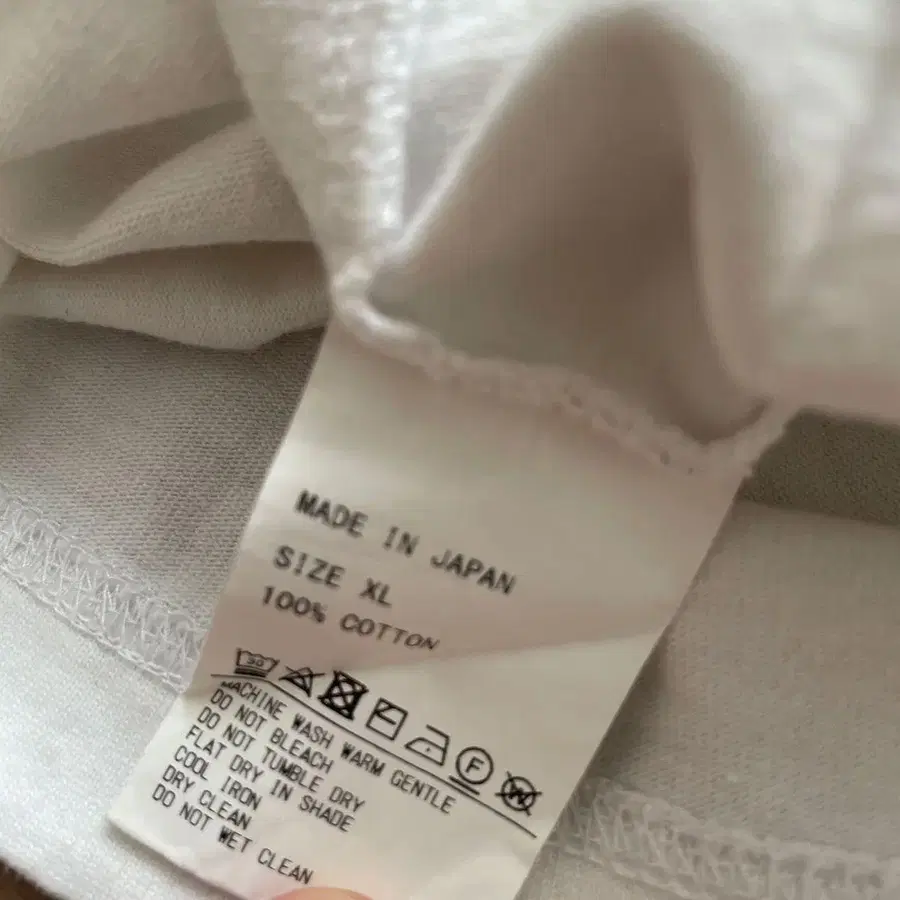 MADE IN JAPAN
SIZE XL
100% COTTON
F W
MACHINE WASH WARM GENTLE
DO NOT BLEACH
DO NOT TUMBLE DRY
FLAT DRY IN SHADE
COOL IRON
DRY CLEAN
DO NOT WET CLEAN